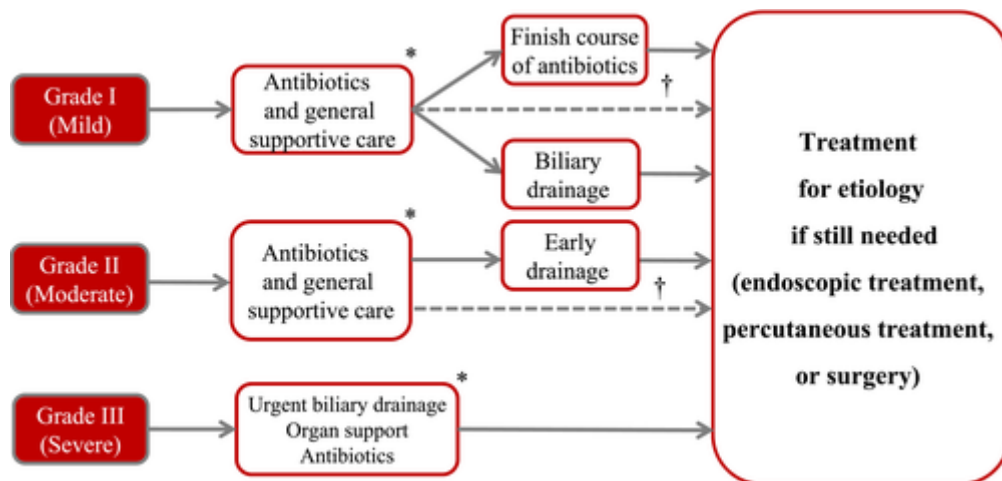 Grade I
(Mild)
Antibiotics
and general
supportive care
*
Finish course
of antibiotics
†
Biliary
drainage
Grade II
(Moderate)
Antibiotics
and general
supportive care
*
Early
drainage
†
Grade III
(Severe)
Urgent biliary drainage
Organ support
Antibiotics
*
Treatment
for etiology
if still needed
(endoscopic treatment,
percutaneous treatment,
or surgery)